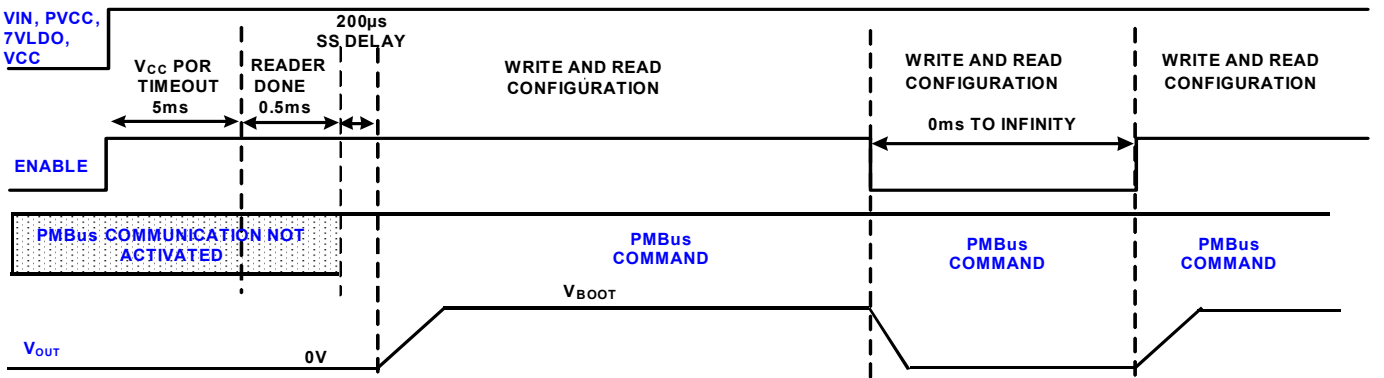 VIN, PVCC,
7VLDO,
VCC
200µs
SS DELAY
VCC POR
TIMEOUT
5ms
READER
DONE
0.5ms
WRITE AND READ
CONFIGURATION
WRITE AND READ
CONFIGURATION
WRITE AND READ
CONFIGURATION
0ms TO INFINITY
ENABLE
PMBus COMMUNICATION NOT
ACTIVATED
PMBus
COMMAND
PMBus
COMMAND
PMBus
COMMAND
VBOOT
VOUT
0V